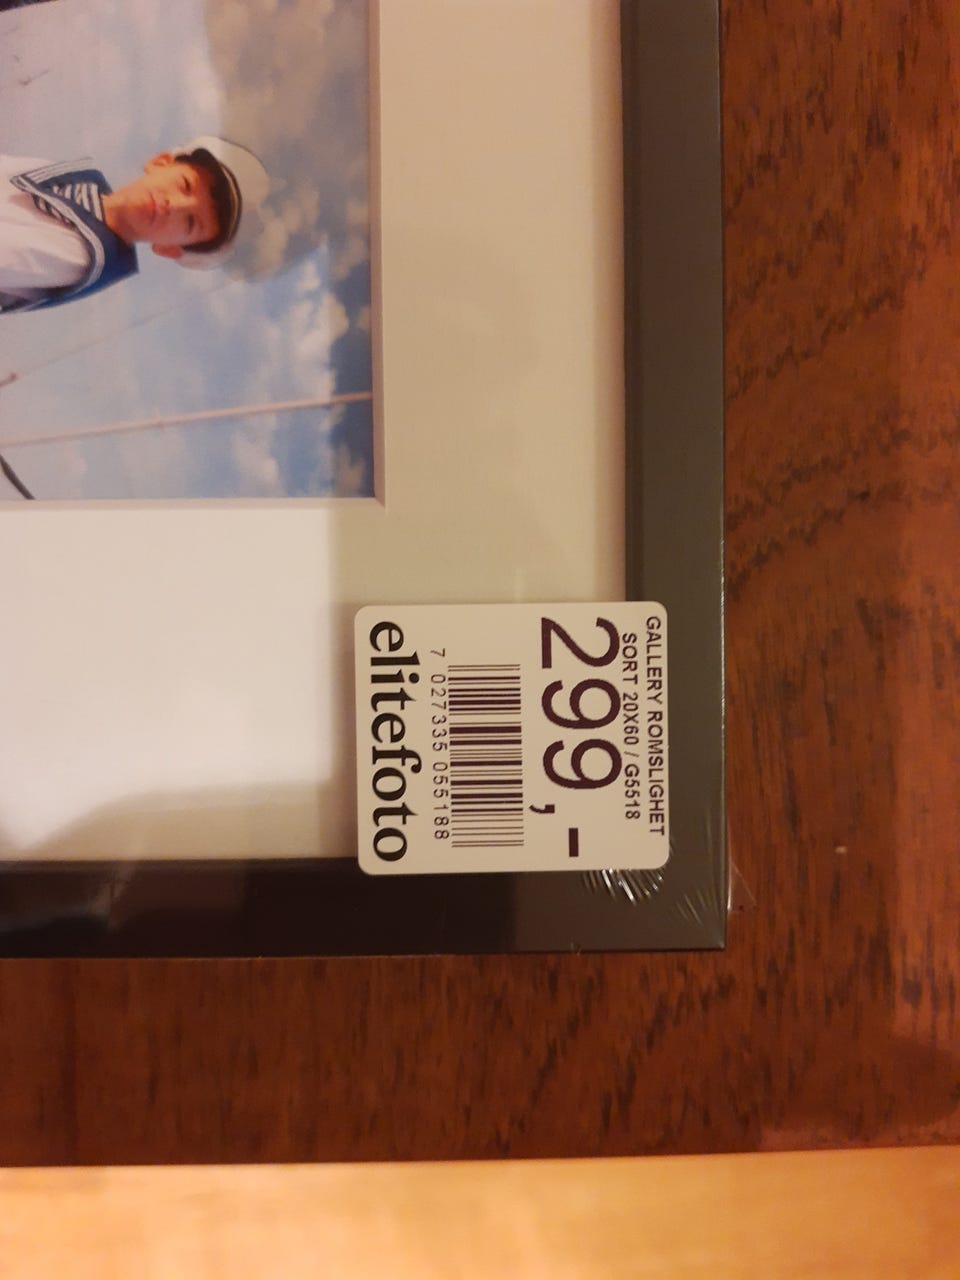 GALLERY ROMSLIGHET
SORT 20X60 / G5518
299,-
7 027335 055188
elitefoto